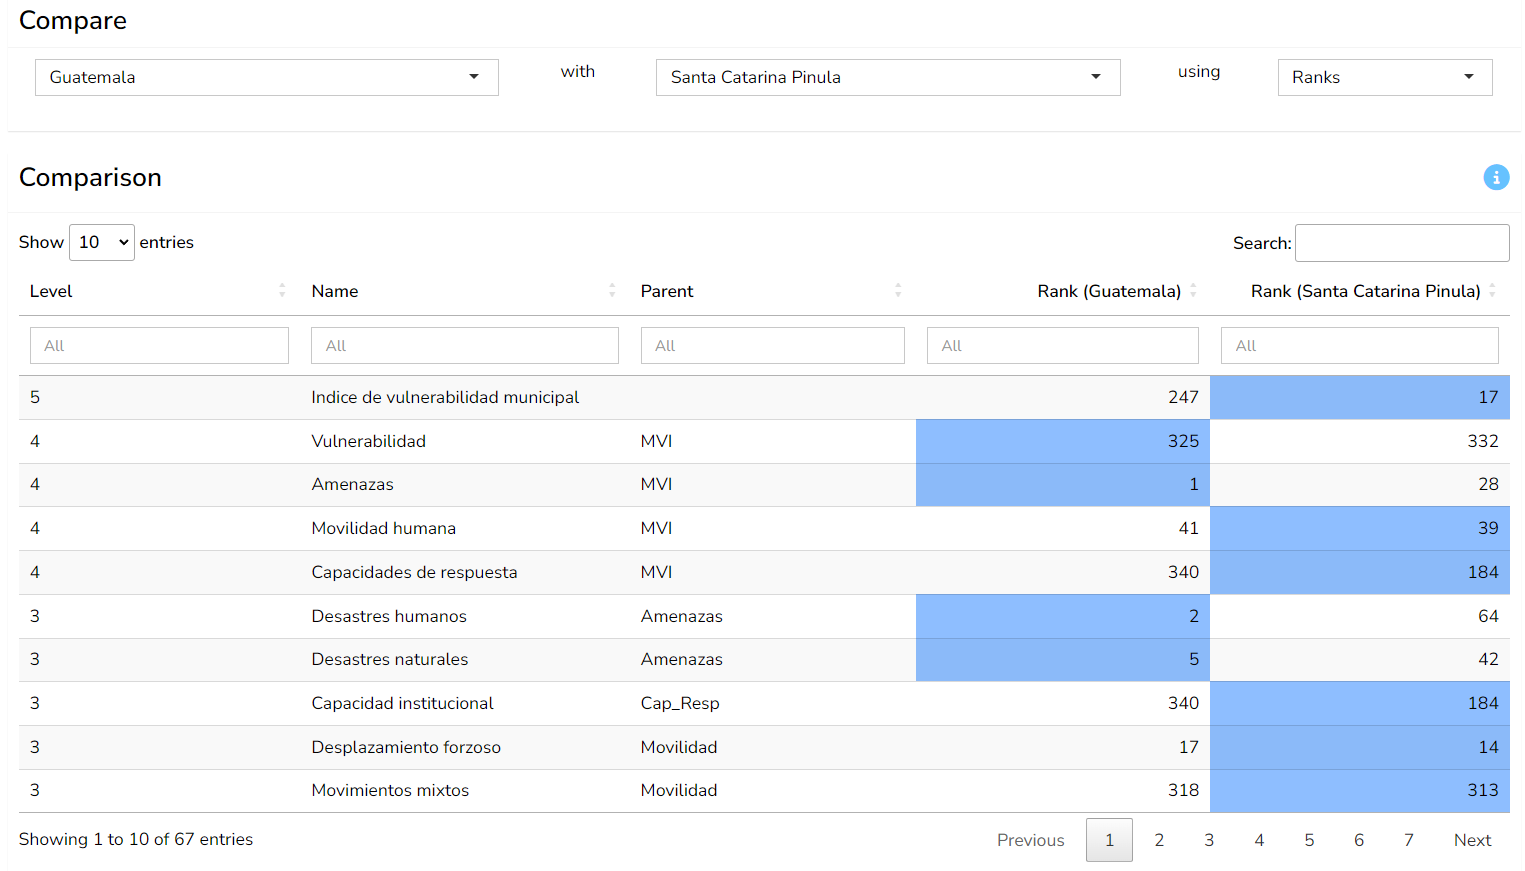 Compare
Guatemala with Santa Catarina Pinula using Ranks
Comparison
Show 10 entries Search:
Level Name Parent Rank (Guatemala) Rank (Santa Catarina Pinula)
All All All All All
5 Indice de vulnerabilidad municipal 247 17
4 Vulnerabilidad MVI 325 332
4 Amenazas MVI 1 28
4 Movilidad humana MVI 41 39
4 Capacidades de respuesta MVI 340 184
3 Desastres humanos Amenazas 2 64
3 Desastres naturales Amenazas 5 42
3 Capacidad institucional Cap_Resp 340 184
3 Desplazamiento forzoso Movilidad 17 14
3 Movimientos mixtos Movilidad 318 313
Showing 1 to 10 of 67 entries Previous 1 2 3 4 5 6 7 Next